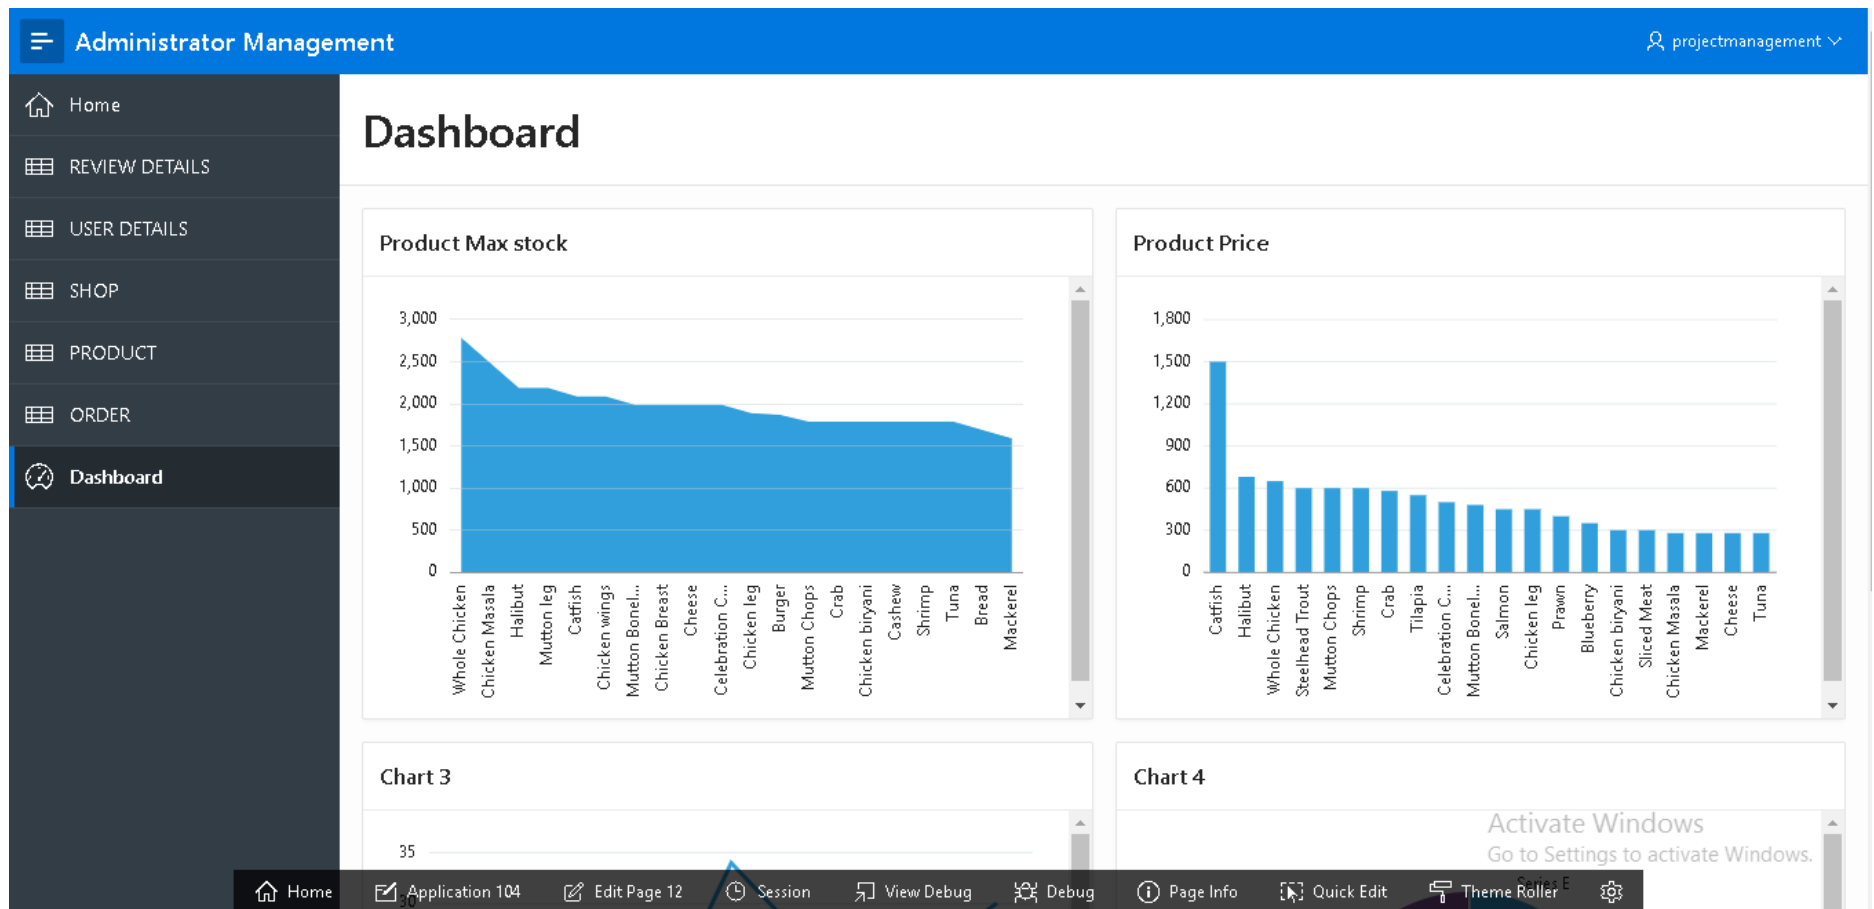 Administrator Management
projectmanagement
Home
REVIEW DETAILS
USER DETAILS
SHOP
PRODUCT
ORDER
Dashboard
Dashboard
Product Max stock
3,000
2,500
2,000
1,500
1,000
500
0
Whole Chicken
Chicken Masala
Halibut
Mutton leg
Catfish
Chicken wings
Mutton Bonel...
Chicken Breast
Cheese
Celebration C...
Chicken leg
Burger
Mutton Chops
Crab
Chicken biryani
Cashew
Shrimp
Tuna
Bread
Mackerel
Product Price
1,800
1,500
1,200
900
600
300
0
Catfish
Halibut
Whole Chicken
Steelhead Trout
Mutton Chops
Shrimp
Crab
Tilapia
Celebration C...
Mutton Bonel...
Salmon
Chicken leg
Prawn
Blueberry
Chicken biryani
Sliced Meat
Chicken Masala
Mackerel
Cheese
Tuna
Chart 3
35
30
Chart 4
Activate Windows
Go to Settings to activate Windows.
Series E
Home
Application 104
Edit Page 12
Session
View Debug
Debug
Page Info
Quick Edit
Theme Roller